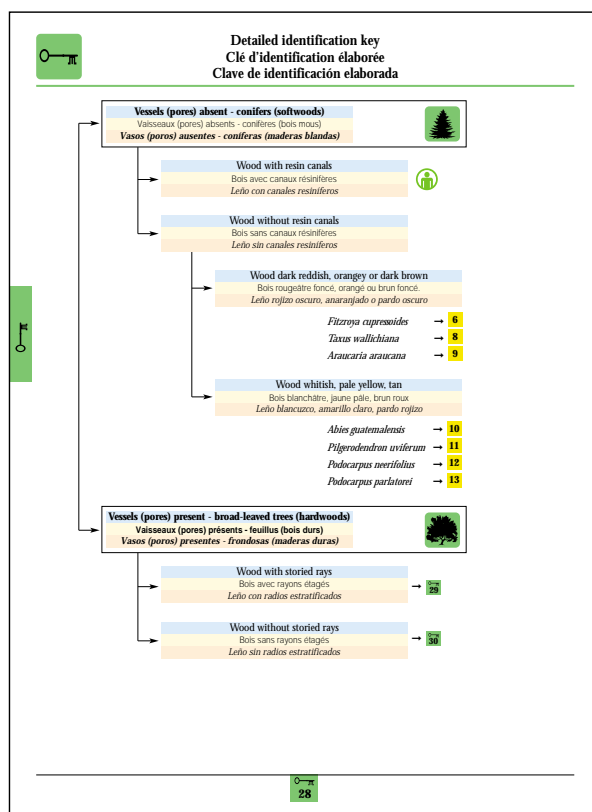 Detailed identification key
Clé d'identification élaborée
Clave de identificación elaborada
Vessels (pores) absent - conifers (softwoods)
Vaisseaux (pores) absents - conifères (bois mous)
Vasos (poros) ausentes - coníferas (maderas blandas)
Wood with resin canals
Bois avec canaux résinifères
Leño con canales resiníferos
Wood without resin canals
Bois sans canaux résinifères
Leño sin canales resiníferos
Wood dark reddish, orangey or dark brown
Bois rougeâtre foncé, orangé ou brun foncé.
Leño rojizo oscuro, anaranjado o pardo oscuro
Fitzroya cupressoides → 6
Taxus wallichiana → 8
Araucaria araucana → 9
Wood whitish, pale yellow, tan
Bois blanchâtre, jaune pâle, brun roux
Leño blancuzco, amarillo claro, pardo rojizo
Abies guatemalensis → 10
Pilgerodendron uviferum → 11
Podocarpus neerifolius → 12
Podocarpus parlatorei → 13
Vessels (pores) present - broad-leaved trees (hardwoods)
Vaisseaux (pores) présents - feuillus (bois durs)
Vasos (poros) presentes - frondosas (maderas duras)
Wood with storied rays
Bois avec rayons étagés
Leño con radios estratificados
→ 29
Wood without storied rays
Bois sans rayons étagés
Leño sin radios estratificados
→ 30
28